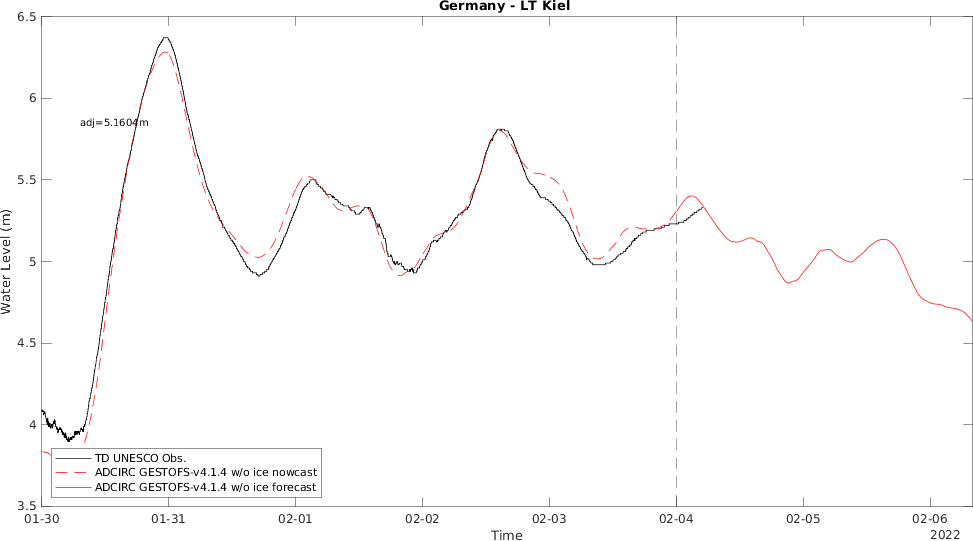 Germany - LT Kiel
6.5
6
5.5
5
4.5
4
3.5
Water Level (m)
adj=5.1604m
TD UNESCO Obs.
ADCIRC GESTOFS-v4.1.4 w/o ice nowcast
ADCIRC GESTOFS-v4.1.4 w/o ice forecast
01-30 01-31 02-01 02-02 02-03 02-04 02-05 02-06
Time
2022